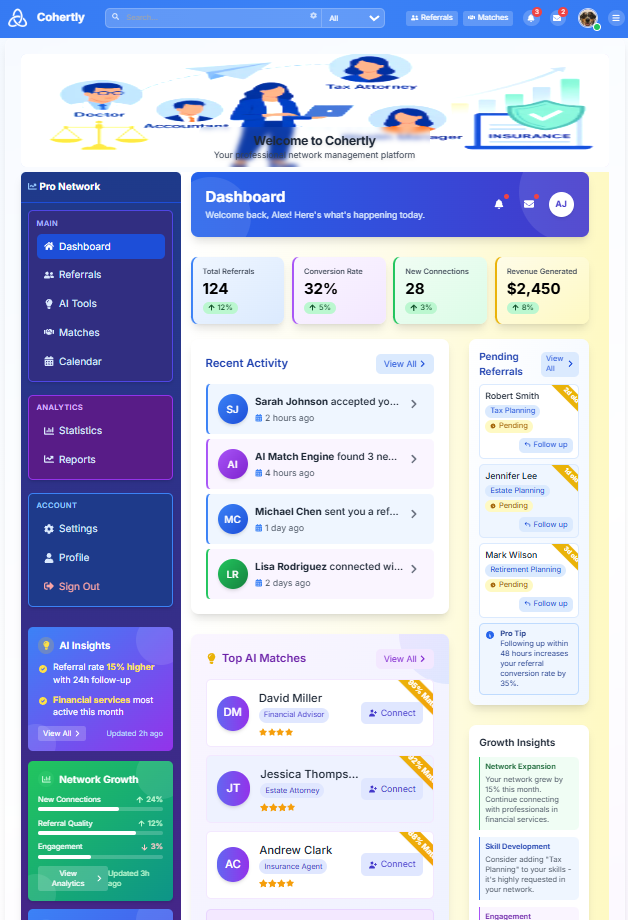 Cohertly
Search...
All
Referrals
Matches
3
2
Doctor
Accountant
Tax Attorney
ager
INSURANCE
Welcome to Cohertly
Your professional network management platform
Pro Network
MAIN
Dashboard
Referrals
AI Tools
Matches
Calendar
ANALYTICS
Statistics
Reports
ACCOUNT
Settings
Profile
Sign Out
AI Insights
Referral rate 15% higher
with 24h follow-up
Financial services most
active this month
View All
Updated 2h ago
Network Growth
New Connections
24%
Referral Quality
12%
Engagement
3%
View
Analytics
Updated 3h
ago
Dashboard
Welcome back, Alex! Here's what's happening today.
AJ
Total Referrals
124
12%
Conversion Rate
32%
5%
New Connections
28
3%
Revenue Generated
$2,450
8%
Recent Activity
View All
SJ
Sarah Johnson accepted yo...
2 hours ago
AI
AI Match Engine found 3 ne...
4 hours ago
MC
Michael Chen sent you a ref...
1 day ago
LR
Lisa Rodriguez connected wi...
2 days ago
Top AI Matches
View All
DM
David Miller
Financial Advisor
Connect
JT
Jessica Thomps...
Estate Attorney
Connect
AC
Andrew Clark
Insurance Agent
Connect
Pending
Referrals
View
All
Robert Smith
Tax Planning
Pending
Follow up
Jennifer Lee
Estate Planning
Pending
Follow up
Mark Wilson
Retirement Planning
Pending
Follow up
Pro Tip
Following up within
48 hours increases
your referral
conversion rate by
35%.
Growth Insights
Network Expansion
Your network grew by
15% this month.
Continue connecting
with professionals in
financial services.
Skill Development
Consider adding "Tax
Planning" to your skills -
it's highly requested in
your network.
Engagement